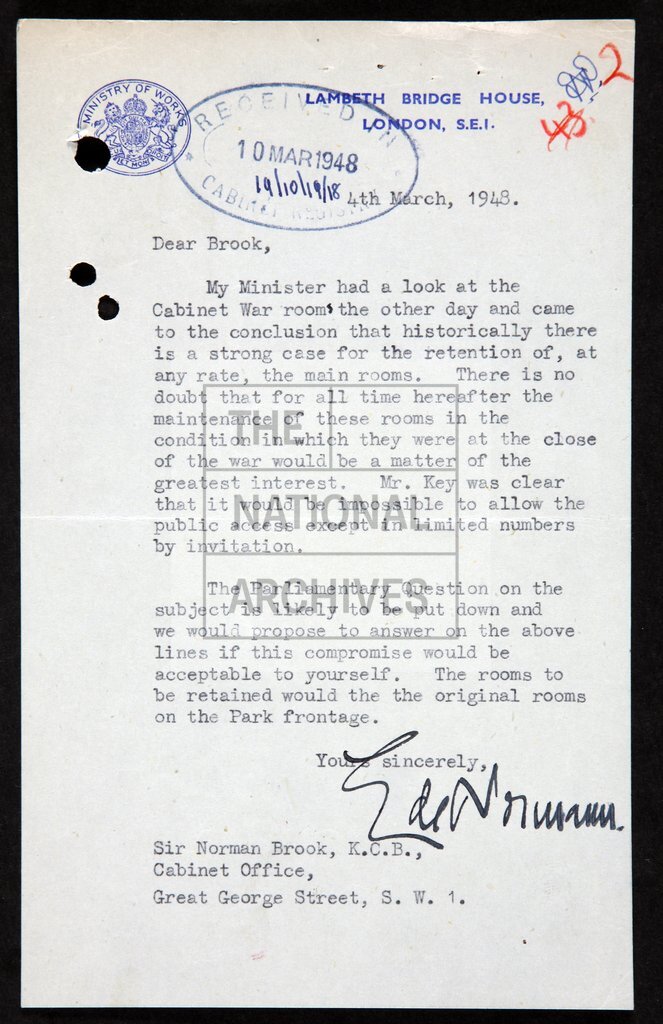 MINISTRY OF WORKS
LAMBETH BRIDGE HOUSE,
LONDON, S.E.1.
2
43
RECEIVED IN
10 MAR 1948
19/10/19/18
CABINET
4th March, 1948.
Dear Brook,
My Minister had a look at the
Cabinet War rooms the other day and came
to the conclusion that historically there
is a strong case for the retention of, at
any rate, the main rooms. There is no
doubt that for all time hereafter the
maintenance of these rooms in the
condition in which they were at the close
of the war would be a matter of the
greatest interest. Mr. Key was clear
that it would be impossible to allow the
public access except in limited numbers
by invitation.
The Parliamentary Question on the
subject is likely to be put down and
we would propose to answer on the above
lines if this compromise would be
acceptable to yourself. The rooms to
be retained would the the original rooms
on the Park frontage.
Yours sincerely,
E de Normann.
Sir Norman Brook, K.C.B.,
Cabinet Office,
Great George Street, S. W. 1.
THE
NATIONAL
ARCHIVES